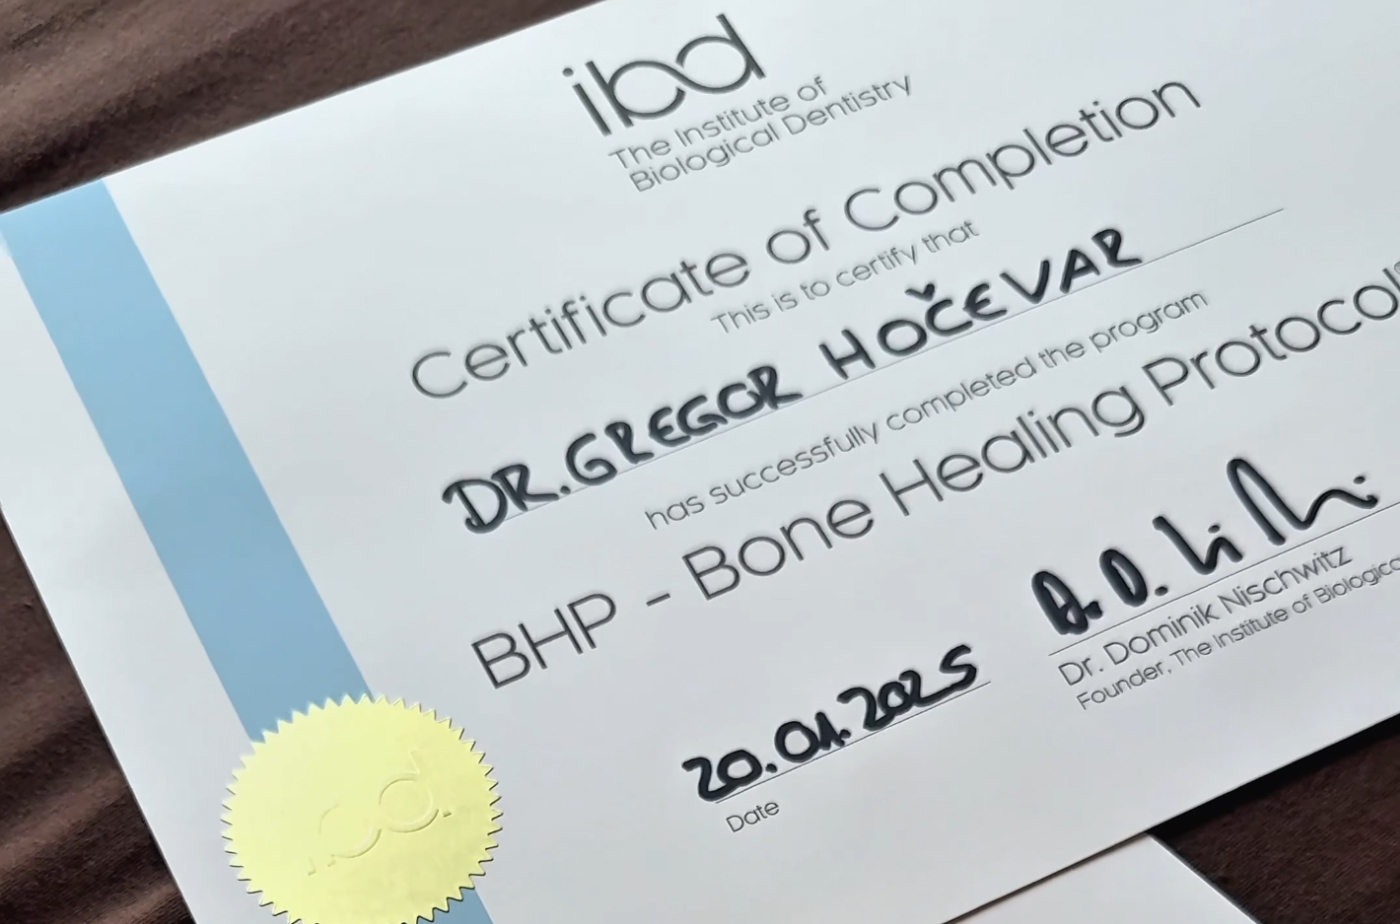 ibd
The Institute of
Biological Dentistry
Certificate of Completion
This is to certify that
DR. GREGOR HOČEVAR
has successfully completed the program
BHP - Bone Healing Protocol
20.01.2025
Date
Dr. Dominik Nischwitz
Founder, The Institute of
ibd